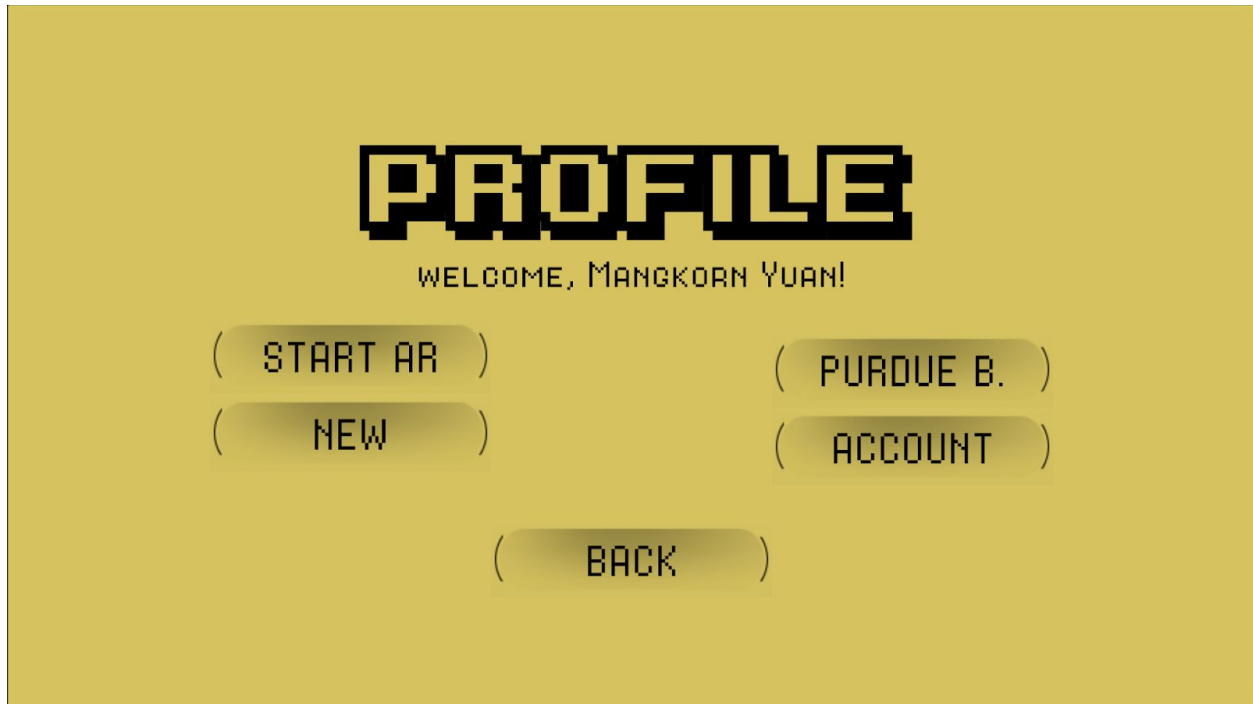 PROFILE
WELCOME, MANGKORN YUAN!
START AR
NEW
PURDUE B.
ACCOUNT
BACK